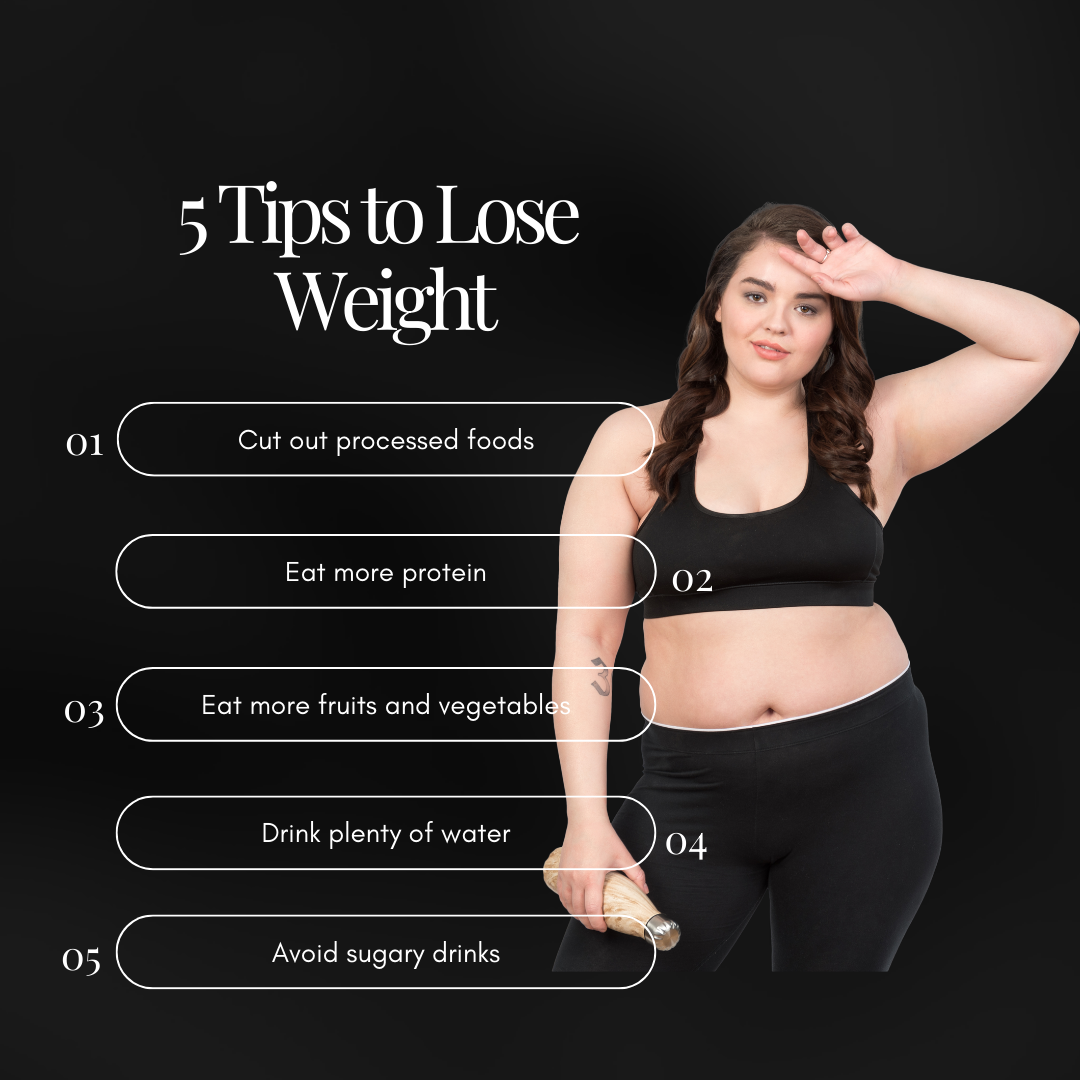 5 Tips to Lose
Weight
01 Cut out processed foods
Eat more protein 02
03 Eat more fruits and vegetables
Drink plenty of water 04
05 Avoid sugary drinks